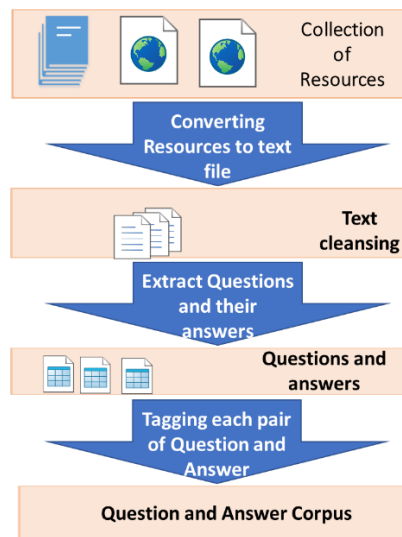 Collection
of
Resources
Converting
Resources to text
file
Text
cleansing
Extract Questions
and their
answers
Questions and
answers
Tagging each pair
of Question and
Answer
Question and Answer Corpus